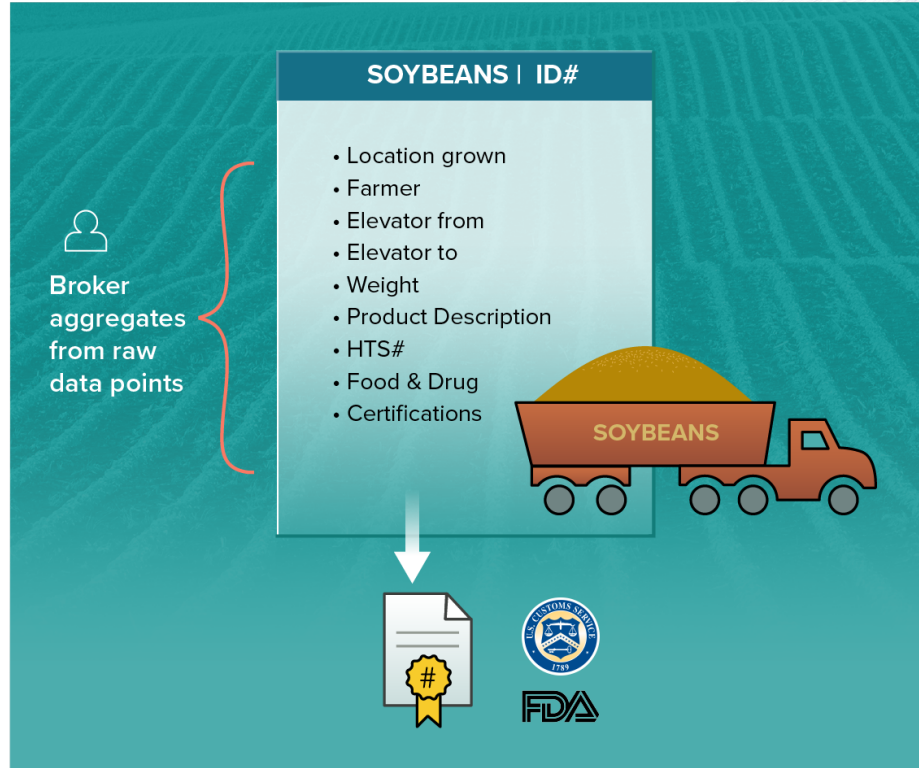 SOYBEANS | ID#
• Location grown
• Farmer
• Elevator from
• Elevator to
• Weight
• Product Description
• HTS#
• Food & Drug
• Certifications
Broker
aggregates
from raw
data points
SOYBEANS
#
U.S. CUSTOMS SERVICE
1789
FDA